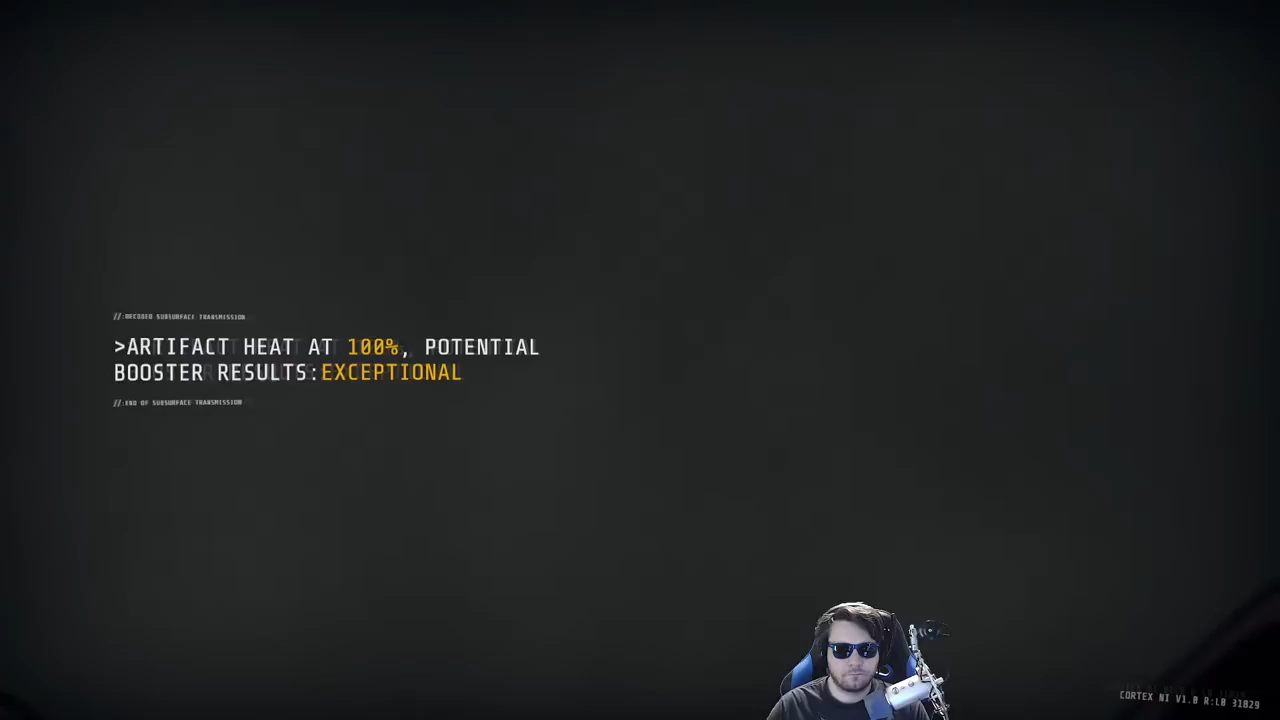 //:DECODED SUBSURFACE TRANSMISSION
>ARTIFACT HEAT AT 100%, POTENTIAL
BOOSTER RESULTS:EXCEPTIONAL
//:END OF SUBSURFACE TRANSMISSION
CORTEX NI V1.0 R:L0 31829